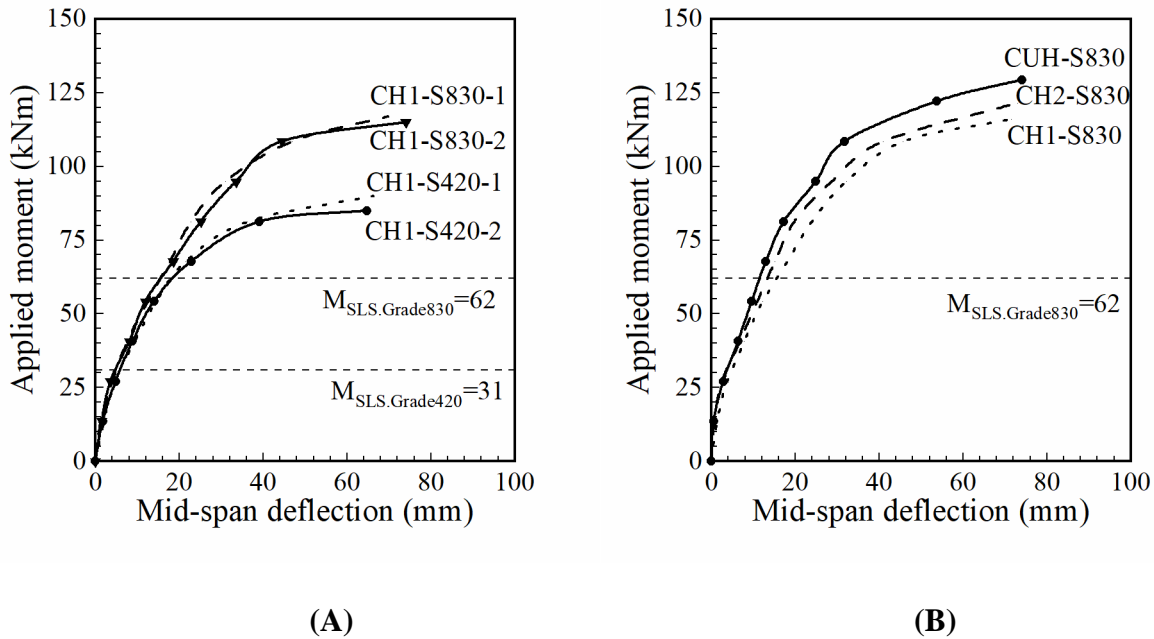 150
125
100
75
50
25
0
Applied moment (kNm)
CH1-S830-1
CH1-S830-2
CH1-S420-1
CH1-S420-2
M_SLS.Grade830=62
M_SLS.Grade420=31
0 20 40 60 80 100
Mid-span deflection (mm)
(A)
150
125
100
75
50
25
0
Applied moment (kNm)
CUH-S830
CH2-S830
CH1-S830
M_SLS.Grade830=62
0 20 40 60 80 100
Mid-span deflection (mm)
(B)